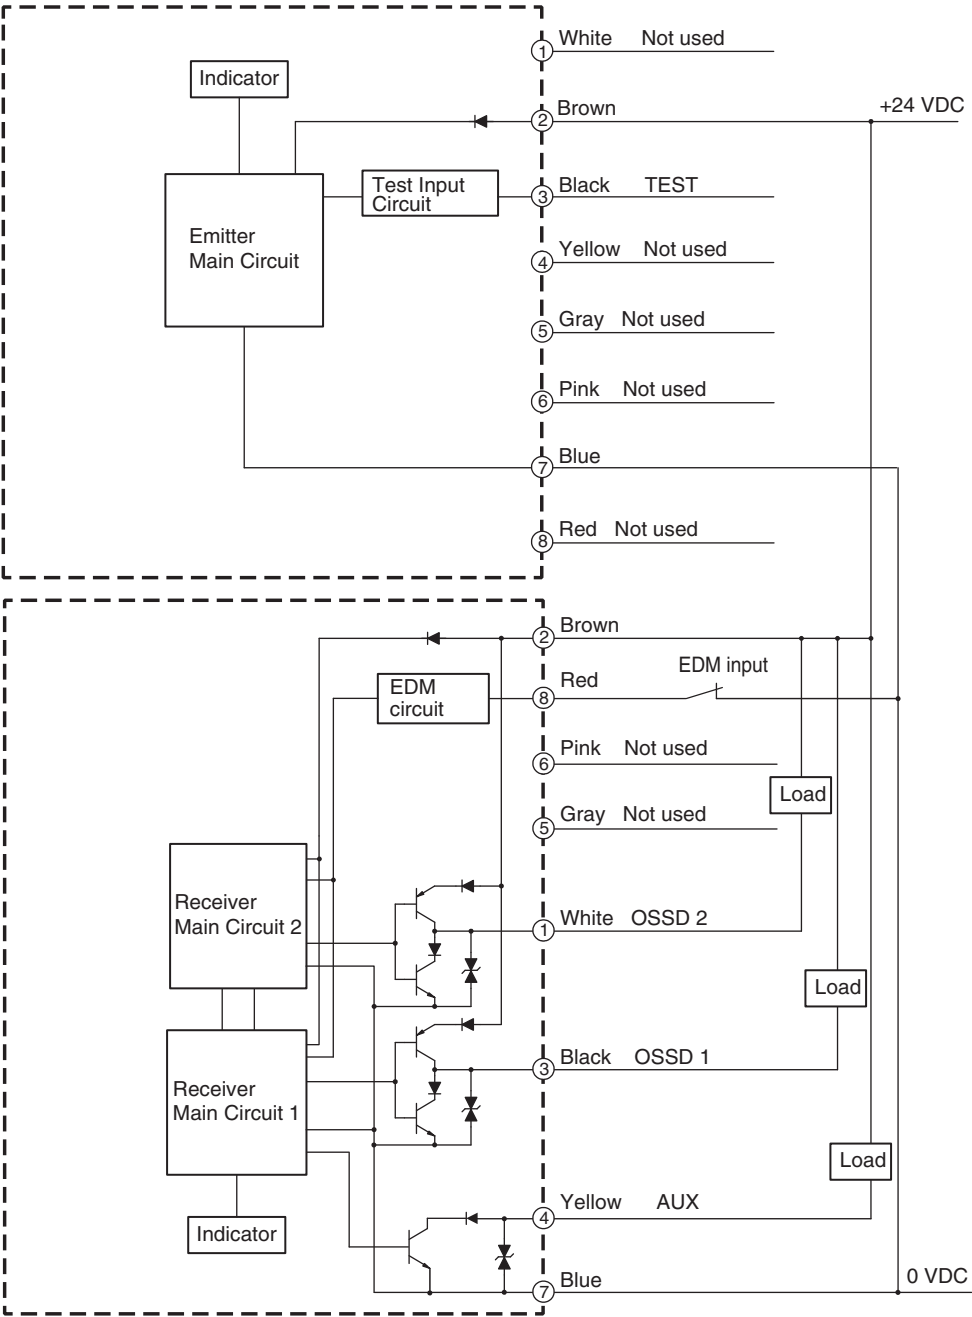 1 White Not used
Indicator
2 Brown
+24 VDC
Test Input
Circuit
3 Black TEST
Emitter
Main Circuit
4 Yellow Not used
5 Gray Not used
6 Pink Not used
7 Blue
8 Red Not used
2 Brown
EDM
circuit
8 Red
EDM input
6 Pink Not used
Load
5 Gray Not used
Receiver
Main Circuit 2
1 White OSSD 2
Load
3 Black OSSD 1
Receiver
Main Circuit 1
Load
4 Yellow AUX
Indicator
7 Blue
0 VDC